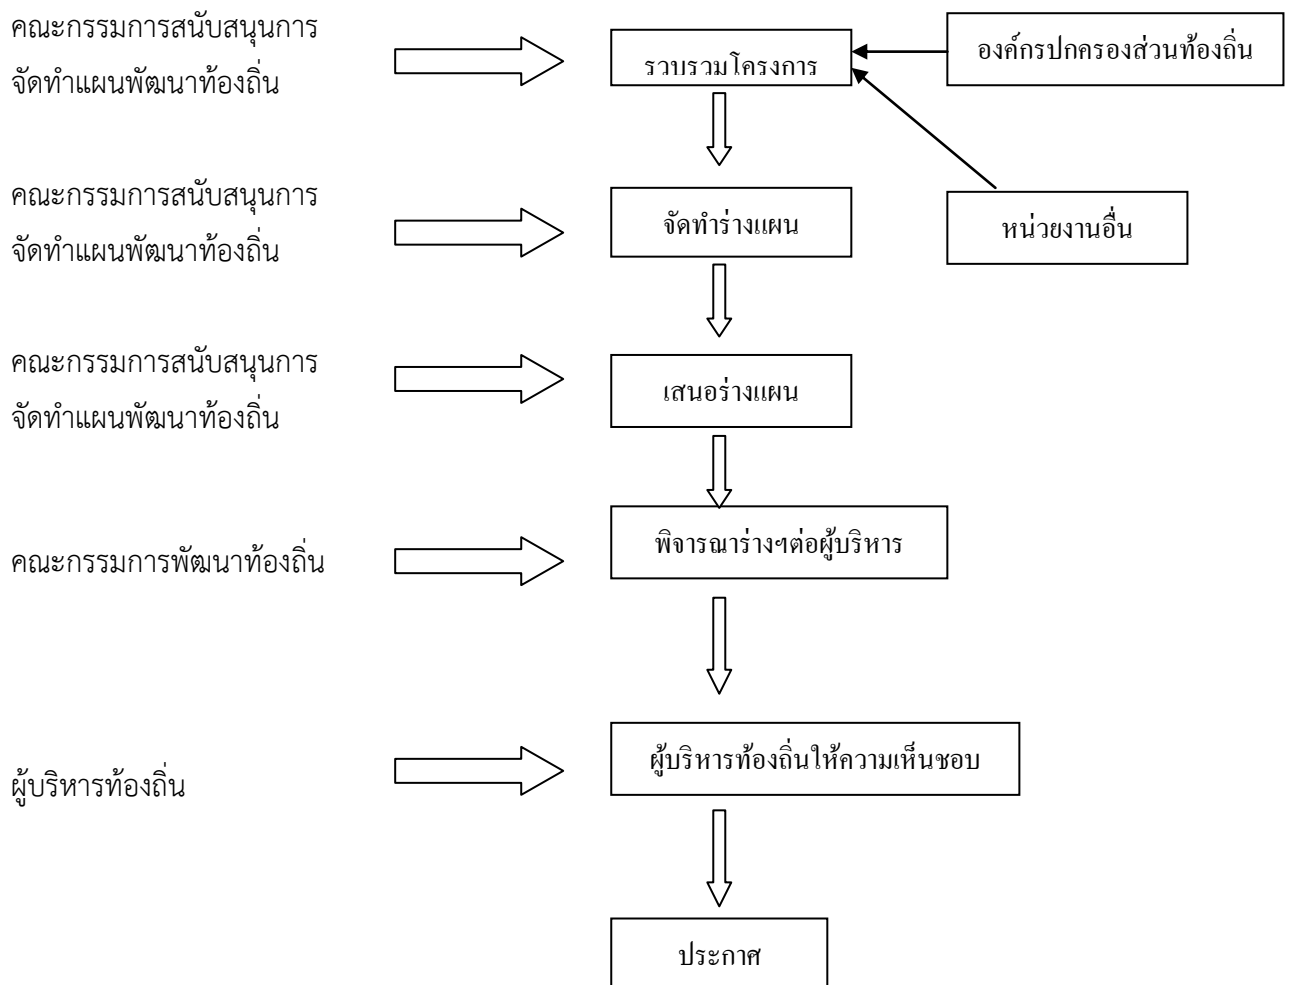 คณะกรรมการสนับสนุนการ
จัดทำแผนพัฒนาท้องถิ่น
รวบรวมโครงการ
องค์กรปกครองส่วนท้องถิ่น
คณะกรรมการสนับสนุนการ
จัดทำแผนพัฒนาท้องถิ่น
จัดทำร่างแผน
หน่วยงานอื่น
คณะกรรมการสนับสนุนการ
จัดทำแผนพัฒนาท้องถิ่น
เสนอร่างแผน
คณะกรรมการพัฒนาท้องถิ่น
พิจารณาร่างฯต่อผู้บริหาร
ผู้บริหารท้องถิ่น
ผู้บริหารท้องถิ่นให้ความเห็นชอบ
ประกาศ